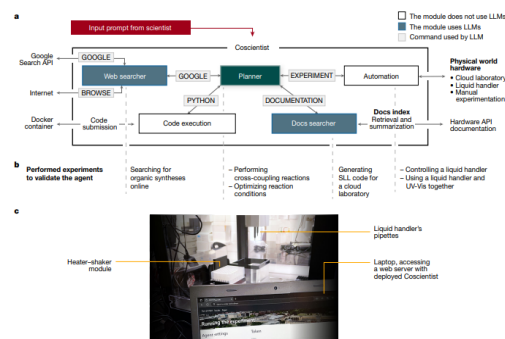 a
Input prompt from scientist
The module does not use LLMs
The module uses LLMs
Command used by LLM
Coscientist
Google
Search API
GOOGLE
Internet
BROWSE
Web searcher
GOOGLE
Planner
EXPERIMENT
Automation
Physical world
hardware
• Cloud laboratory
• Liquid handler
• Manual
experimentation
PYTHON
DOCUMENTATION
Docker
container
Code
submission
Code execution
Docs searcher
Docs index
Retrieval and
summarization
Hardware API
documentation
b
Performed experiments
to validate the agent
Searching for
organic syntheses
online
– Performing
cross-coupling reactions
– Optimizing reaction
conditions
Generating
SLL code for
a cloud
laboratory
– Controlling a liquid handler
– Using a liquid handler and
UV-Vis together
c
Heater–shaker
module
Liquid handler's
pipettes
Laptop, accessing
a web server with
deployed Coscientist
Running the experiment